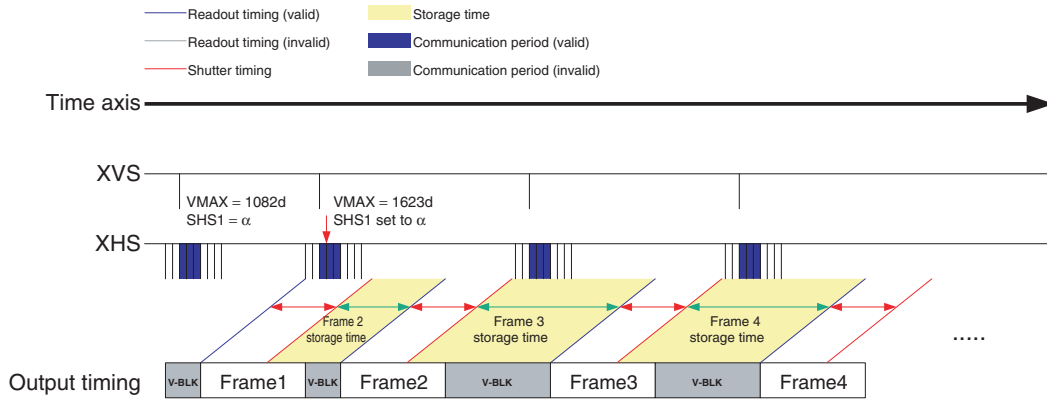 Readout timing (valid)
Storage time
Readout timing (invalid)
Communication period (valid)
Shutter timing
Communication period (invalid)
Time axis
XVS
VMAX = 1082d
SHS1 = α
VMAX = 1623d
SHS1 set to α
XHS
Frame 2
storage time
Frame 3
storage time
Frame 4
storage time
.....
Output timing
V-BLK
Frame1
V-BLK
Frame2
V-BLK
Frame3
V-BLK
Frame4